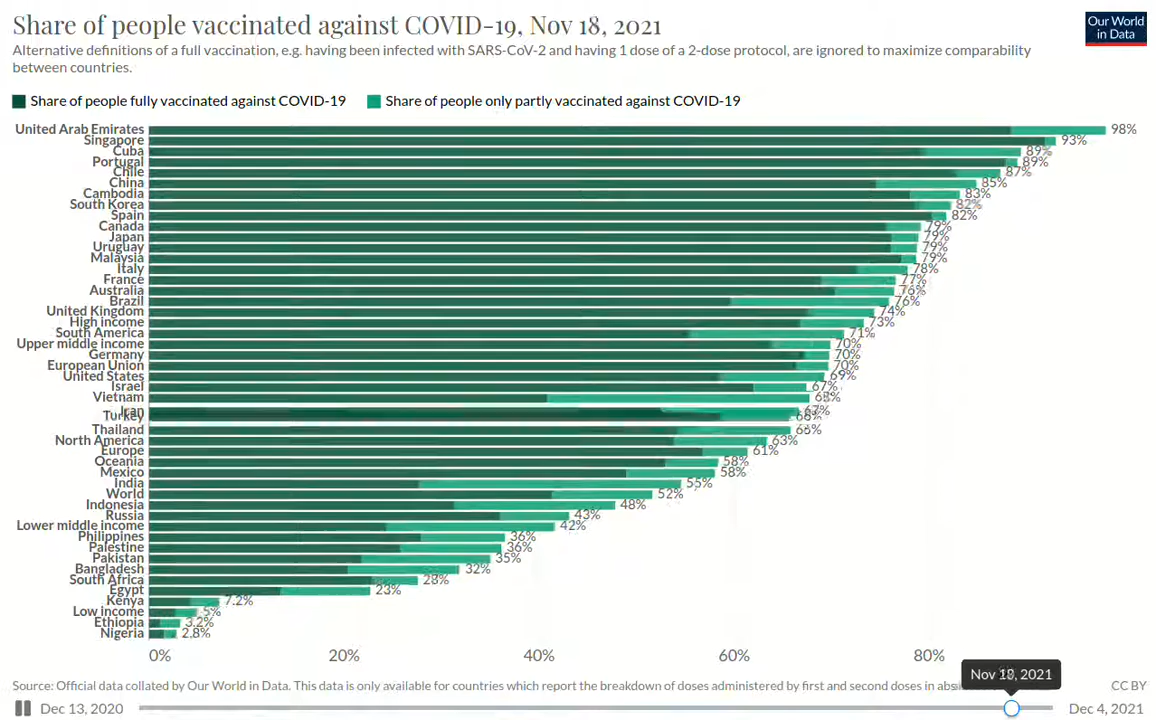 Share of people vaccinated against COVID-19, Nov 18, 2021
Our World
in Data
Alternative definitions of a full vaccination, e.g. having been infected with SARS-CoV-2 and having 1 dose of a 2-dose protocol, are ignored to maximize comparability
between countries.
Share of people fully vaccinated against COVID-19 Share of people only partly vaccinated against COVID-19
United Arab Emirates 98%
Singapore 93%
Cuba 89%
Portugal 89%
Chile 87%
China 85%
Cambodia 83%
South Korea 82%
Spain 82%
Canada 79%
Japan 79%
Uruguay 79%
Malaysia 79%
Italy 78%
France 77%
Australia 76%
Brazil 76%
United Kingdom 74%
High income 73%
South America 71%
Upper middle income 70%
Germany 70%
European Union 70%
United States 69%
Israel 67%
Vietnam
Iran
Turkey
Thailand 66%
North America 63%
Europe 61%
Oceania 58%
Mexico 58%
India 55%
World 52%
Indonesia 48%
Russia 43%
Lower middle income 42%
Philippines 36%
Palestine 36%
Pakistan 35%
Bangladesh 32%
South Africa 28%
Egypt 23%
Kenya 7.2%
Low income 5%
Ethiopia 3.2%
Nigeria 2.8%
0% 20% 40% 60% 80%
Nov 18, 2021
Source: Official data collated by Our World in Data. This data is only available for countries which report the breakdown of doses administered by first and second doses in
CC BY
Dec 13, 2020 Dec 4, 2021